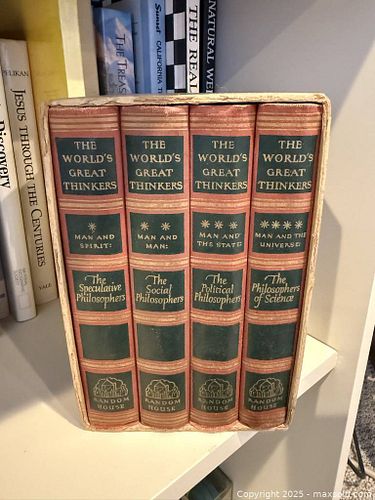 SLIKAN
JESUS THROUGH THE CENTURIES
YALE
Discovery
THE TREAS
Sunset
CALIFORNIA
THE REAL
NATURAL
THE
WORLD'S
GREAT
THINKERS
MAN AND
SPIRIT:
The
Speculative
Philosophers
RANDOM
HOUSE
THE
WORLD'S
GREAT
THINKERS
MAN AND
MAN:
The
Social
Philosophers
RANDOM
HOUSE
THE
WORLD'S
GREAT
THINKERS
MAN AND
THE STATE:
The
Political
Philosophers
RANDOM
HOUSE
THE
WORLD'S
GREAT
THINKERS
MAN AND THE
UNIVERSE:
The
Philosophers
of Science
RANDOM
HOUSE
Copyright 2025 - maxsold.com